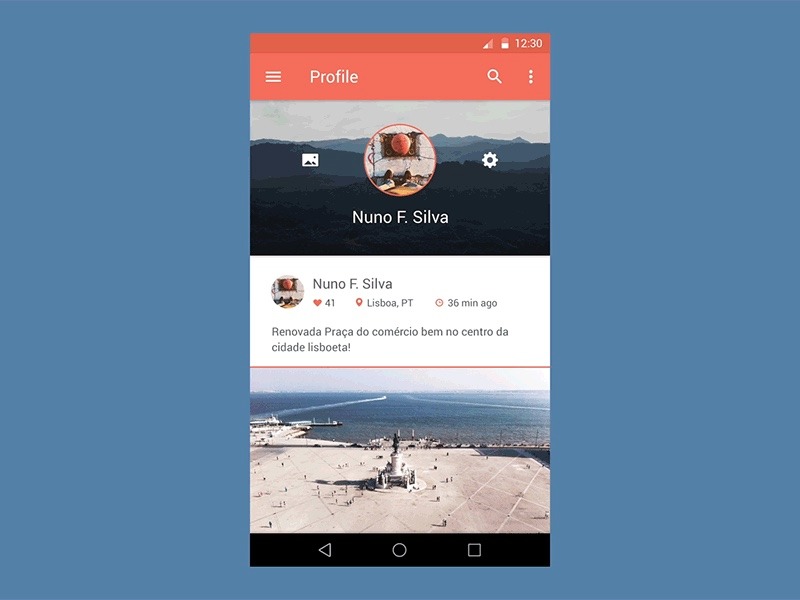 12:30
Profile
Nuno F. Silva
Nuno F. Silva
41 Lisboa, PT 36 min ago
Renovada Praça do comércio bem no centro da
cidade lisboeta!